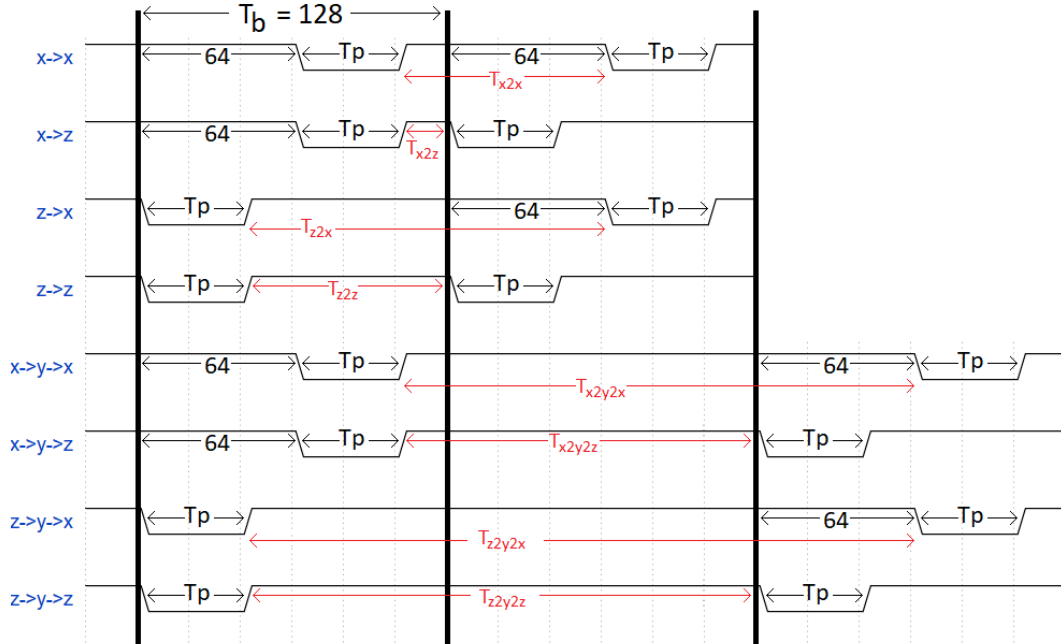 T_b = 128
x->x 64 Tp 64 Tp
T_x2x
x->z 64 Tp Tp
T_x2z
z->x Tp 64 Tp
T_z2x
z->z Tp T_z2z Tp
x->y->x 64 Tp 64 Tp
T_x2y2x
x->y->z 64 Tp T_x2y2z Tp
z->y->x Tp 64 Tp
T_z2y2x
z->y->z Tp T_z2y2z Tp